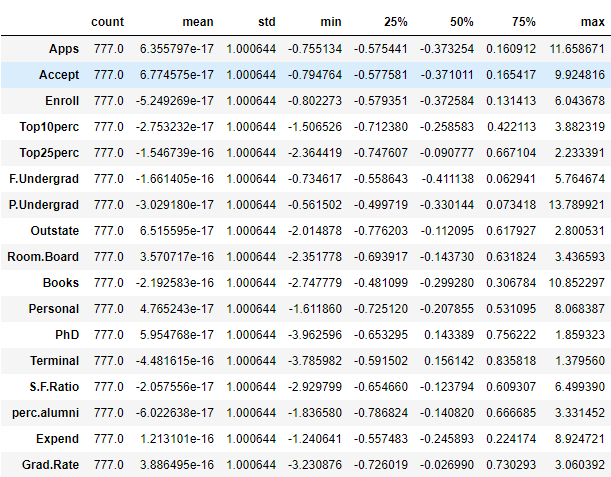 count mean std min 25% 50% 75% max
Apps 777.0 6.355797e-17 1.000644 -0.755134 -0.575441 -0.373254 0.160912 11.658671
Accept 777.0 6.774575e-17 1.000644 -0.794764 -0.577581 -0.371011 0.165417 9.924816
Enroll 777.0 -5.249269e-17 1.000644 -0.802273 -0.579351 -0.372584 0.131413 6.043678
Top10perc 777.0 -2.753232e-17 1.000644 -1.506526 -0.712380 -0.258583 0.422113 3.882319
Top25perc 777.0 -1.546739e-16 1.000644 -2.364419 -0.747607 -0.090777 0.667104 2.233391
F.Undergrad 777.0 -1.661405e-16 1.000644 -0.734617 -0.558643 -0.411138 0.062941 5.764674
P.Undergrad 777.0 -3.029180e-17 1.000644 -0.561502 -0.499719 -0.330144 0.073418 13.789921
Outstate 777.0 6.515595e-17 1.000644 -2.014878 -0.776203 -0.112095 0.617927 2.800531
Room.Board 777.0 3.570717e-16 1.000644 -2.351778 -0.693917 -0.143730 0.631824 3.436593
Books 777.0 -2.192583e-16 1.000644 -2.747779 -0.481099 -0.299280 0.306784 10.852297
Personal 777.0 4.765243e-17 1.000644 -1.611860 -0.725120 -0.207855 0.531095 8.068387
PhD 777.0 5.954768e-17 1.000644 -3.962596 -0.653295 0.143389 0.756222 1.859323
Terminal 777.0 -4.481615e-16 1.000644 -3.785982 -0.591502 0.156142 0.835818 1.379560
S.F.Ratio 777.0 -2.057556e-17 1.000644 -2.929799 -0.654660 -0.123794 0.609307 6.499390
perc.alumni 777.0 -6.022638e-17 1.000644 -1.836580 -0.786824 -0.140820 0.666685 3.331452
Expend 777.0 1.213101e-16 1.000644 -1.240641 -0.557483 -0.245893 0.224174 8.924721
Grad.Rate 777.0 3.886495e-16 1.000644 -3.230876 -0.726019 -0.026990 0.730293 3.060392